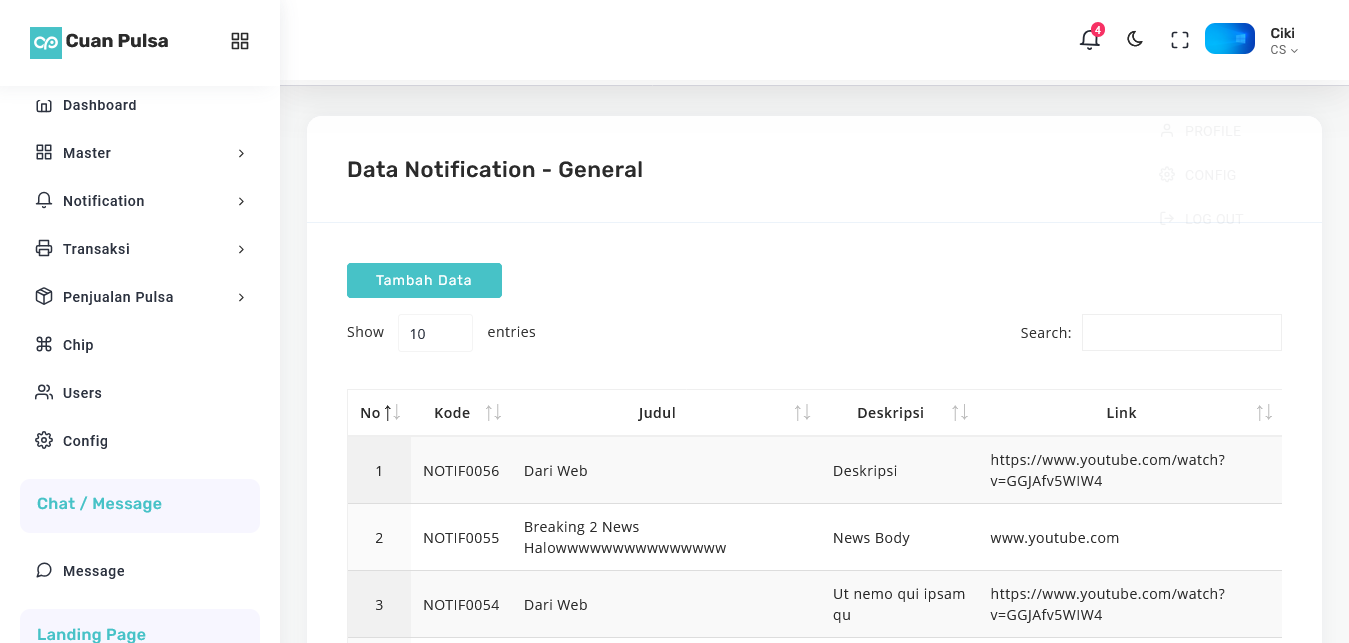 Cuan Pulsa
4
Ciki
CS
Dashboard
Master
Notification
Transaksi
Penjualan Pulsa
Chip
Users
Config
Chat / Message
Message
Landing Page
PROFILE
CONFIG
LOG OUT
Data Notification - General
Tambah Data
Show 10 entries
Search:
No Kode Judul Deskripsi Link
1 NOTIF0056 Dari Web Deskripsi https://www.youtube.com/watch?
v=GGJAfv5WIW4
2 NOTIF0055 Breaking 2 News
Halowwwwwwwwwwwwwwww News Body www.youtube.com
3 NOTIF0054 Dari Web Ut nemo qui ipsam
qu https://www.youtube.com/watch?
v=GGJAfv5WIW4